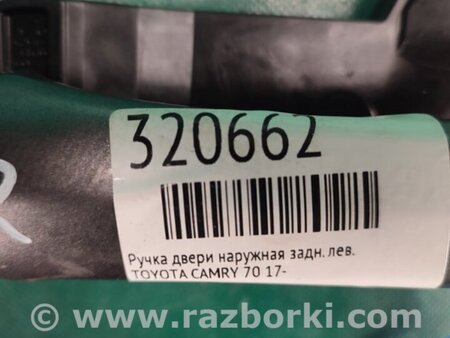 320662
Ручка двери наружная задн. лев.
TOYOTA CAMRY 70 17-
R
© www.razborki.com